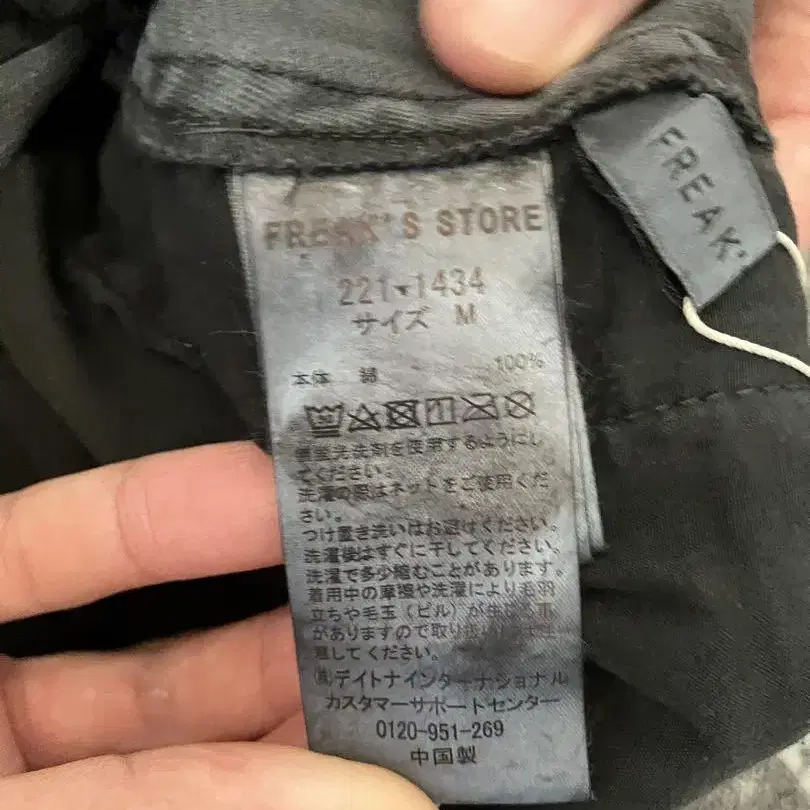 FREAK'S STORE
221-1434
サイズ M
本体 綿 100%
洗剤を使用するようにし
てください。
洗濯の際はネットをご使用くだ
さい。
つけ置き洗いはお避けください。
洗濯後はすぐに干してください。
洗濯で多少縮むことがあります。
着用中の摩擦や洗濯により毛羽
立ちや毛玉(ピル)が
がありますので取り
意してください。
㈱デイトナインターナショナル
カスタマーサポートセンター
0120-951-269
中国製
FREAK'